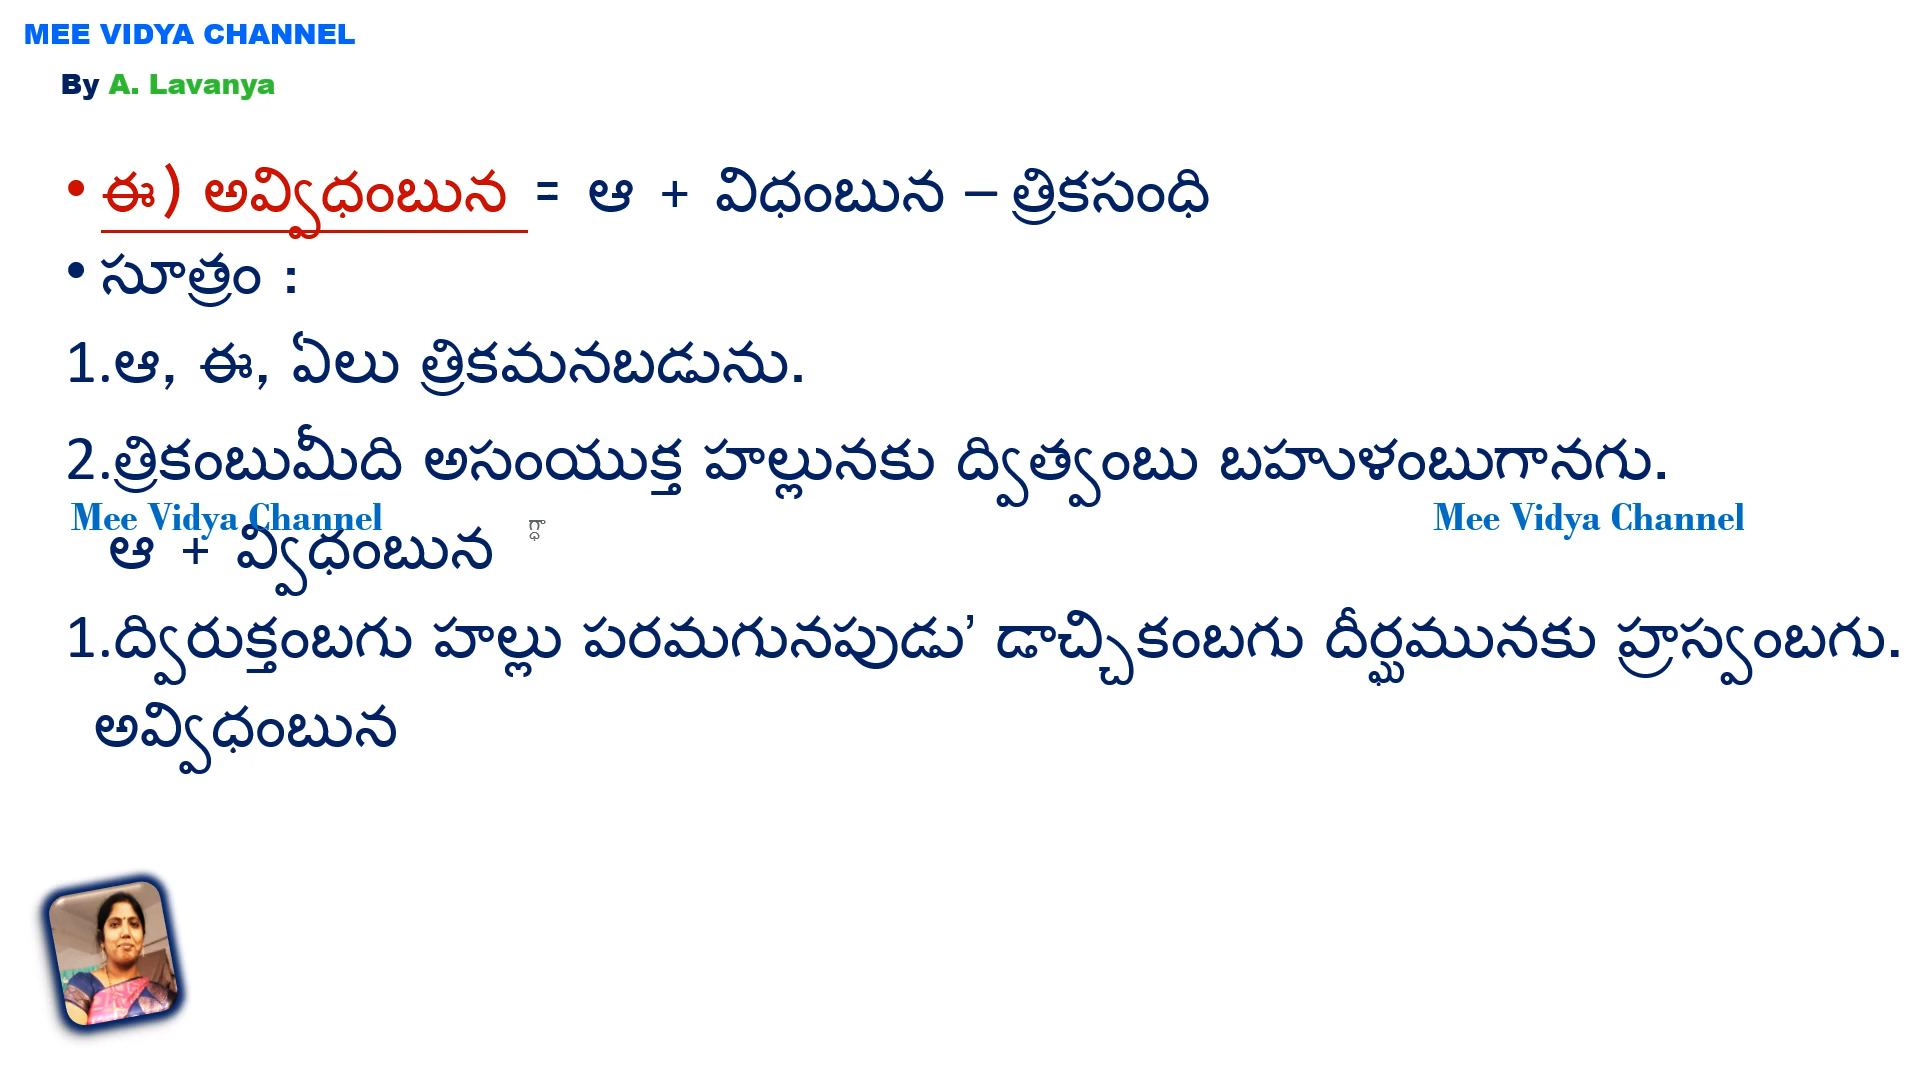 MEE VIDYA CHANNEL
By A. Lavanya
• ఈ) అవ్విధంబున = ఆ + విధంబున – త్రికసంధి
• సూత్రం :
1.ఆ, ఈ, ఏలు త్రికమనబడును.
2.త్రికంబుమీది అసంయుక్త హల్లునకు ద్విత్వంబు బహుళంబుగానగు.
Mee Vidya Channel Mee Vidya Channel
ఆ + వ్విధంబున
1.ద్విరుక్తంబగు హల్లు పరమగునపుడు’ డాచ్చికంబగు దీర్ఘమునకు హ్రస్వంబగు.
అవ్విధంబున